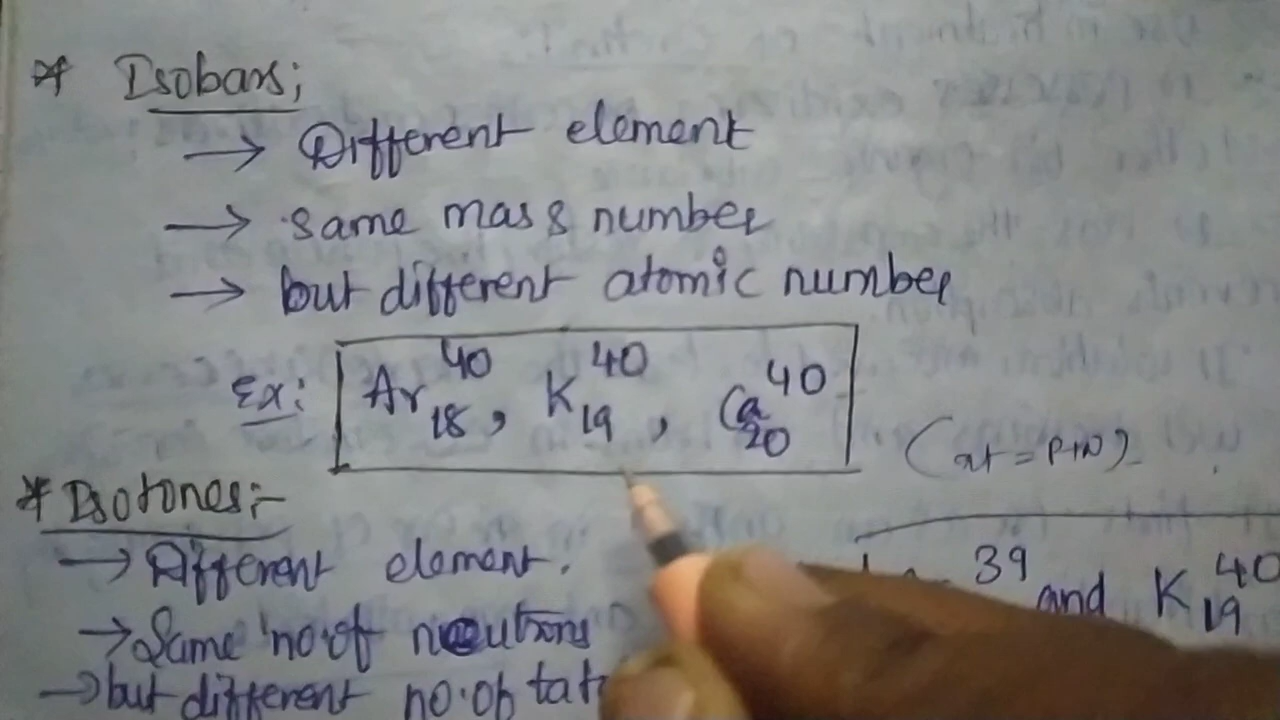 * Isobars;
→ Different element
→ same mass number
→ but different atomic number
Ex: Ar 40 18, K 40 19, Ca 40 20
(at = P+N)
* Isotones:-
→ Different element.
→ Same no. of neutrons
39 and K 40 19
→ but different no. of